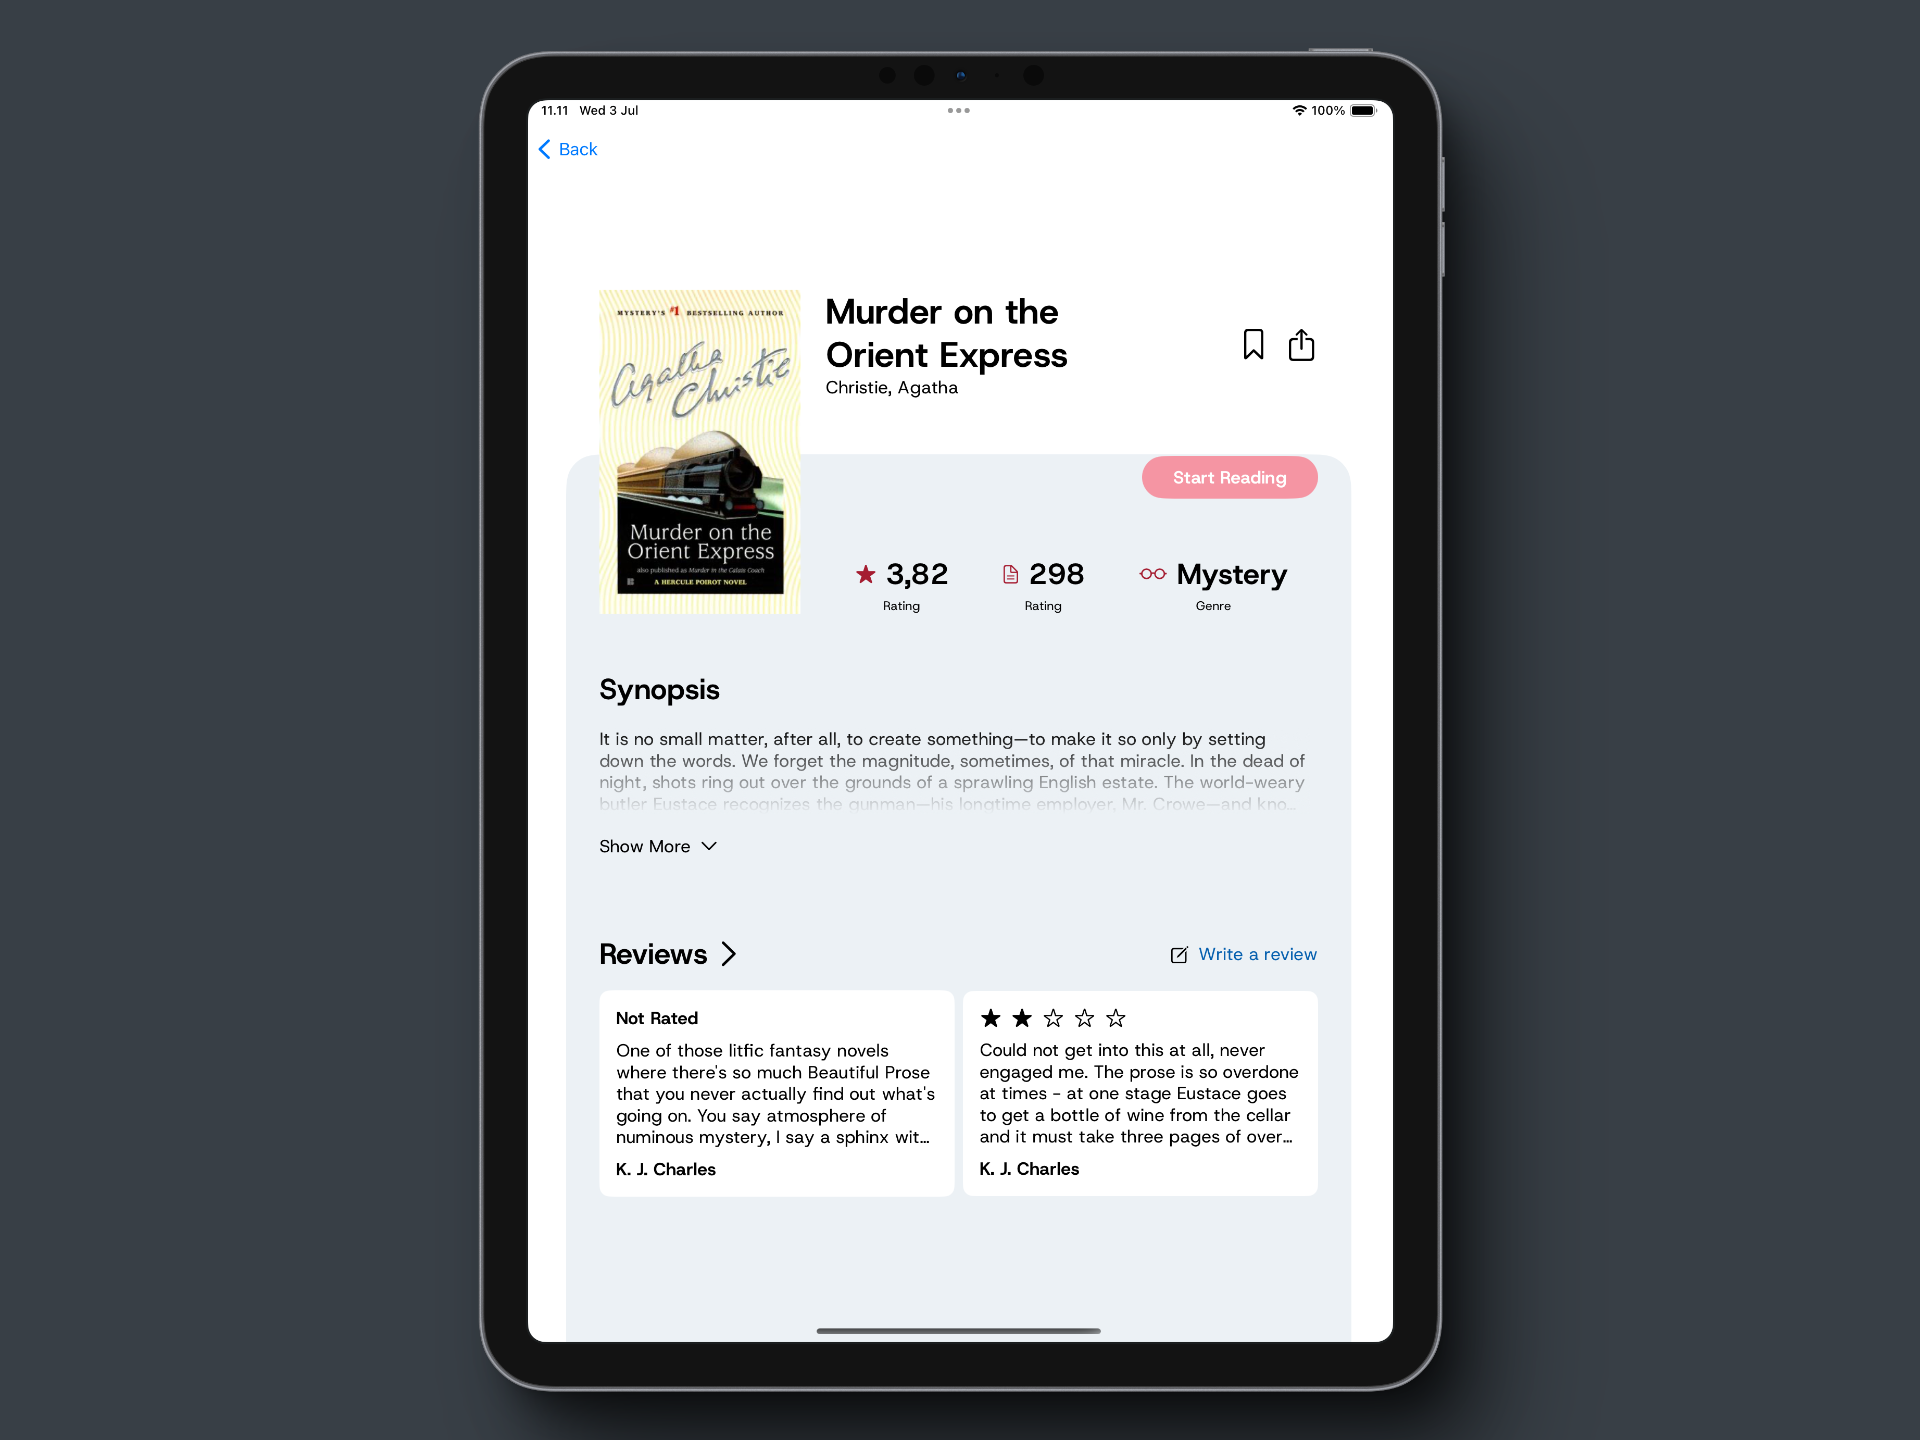 11.11 Wed 3 Jul
100%
Back
MYSTERY'S #1 BESTSELLING AUTHOR
Agatha
Christie
Murder on the
Orient Express
also published as Murder in the Calais Coach
A HERCULE POIROT NOVEL
Murder on the
Orient Express
Christie, Agatha
Start Reading
3,82
Rating
298
Rating
Mystery
Genre
Synopsis
It is no small matter, after all, to create something—to make it so only by setting
down the words. We forget the magnitude, sometimes, of that miracle. In the dead of
night, shots ring out over the grounds of a sprawling English estate. The world-weary
butler Eustace recognizes the gunman—his longtime employer, Mr. Crowe—and kno...
Show More
Reviews
Write a review
Not Rated
One of those litfic fantasy novels
where there's so much Beautiful Prose
that you never actually find out what's
going on. You say atmosphere of
numinous mystery, I say a sphinx wit...
K. J. Charles
Could not get into this at all, never
engaged me. The prose is so overdone
at times - at one stage Eustace goes
to get a bottle of wine from the cellar
and it must take three pages of over...
K. J. Charles